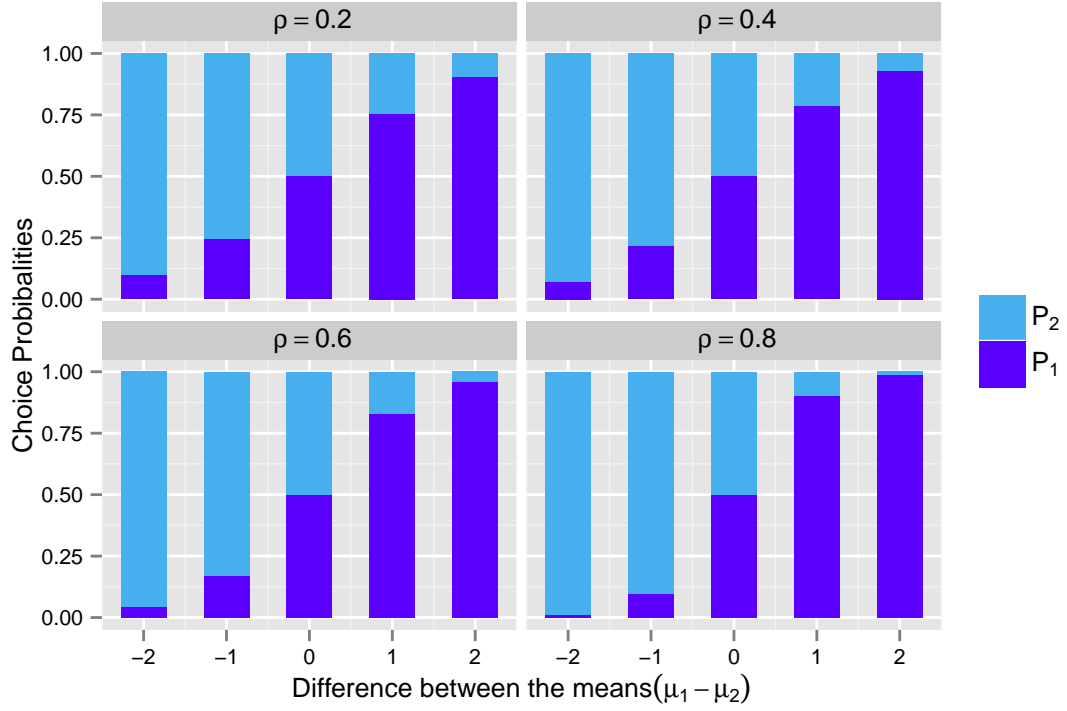 ρ = 0.2
ρ = 0.4
1.00
0.75
0.50
0.25
0.00
ρ = 0.6
ρ = 0.8
1.00
0.75
0.50
0.25
0.00
−2 −1 0 1 2
−2 −1 0 1 2
Difference between the means(μ₁ − μ₂)
Choice Probibalities
P₂
P₁